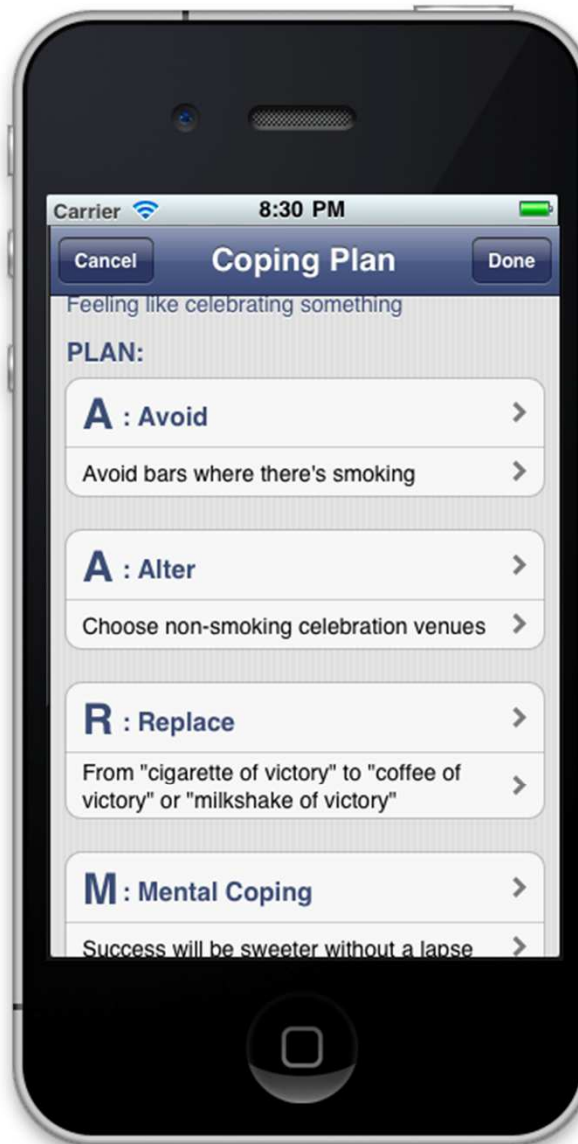 Carrier 8:30 PM
Cancel Coping Plan Done
Feeling like celebrating something
PLAN:
A : Avoid
Avoid bars where there's smoking
A : Alter
Choose non-smoking celebration venues
R : Replace
From "cigarette of victory" to "coffee of
victory" or "milkshake of victory"
M : Mental Coping
Success will be sweeter without a lapse